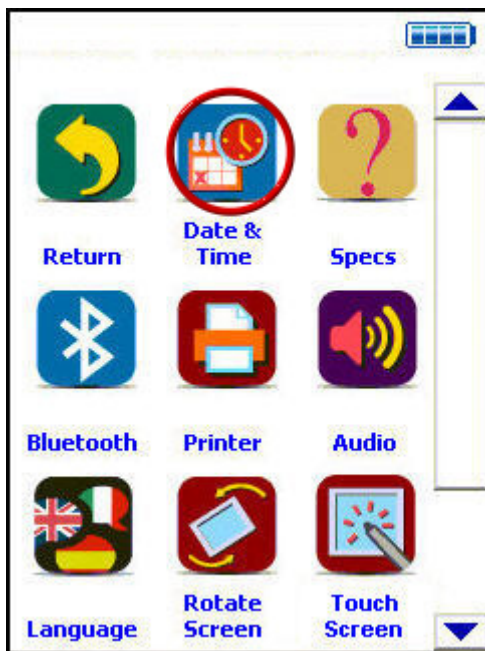 Return
Date &
Time
Specs
Bluetooth
Printer
Audio
Language
Rotate
Screen
Touch
Screen